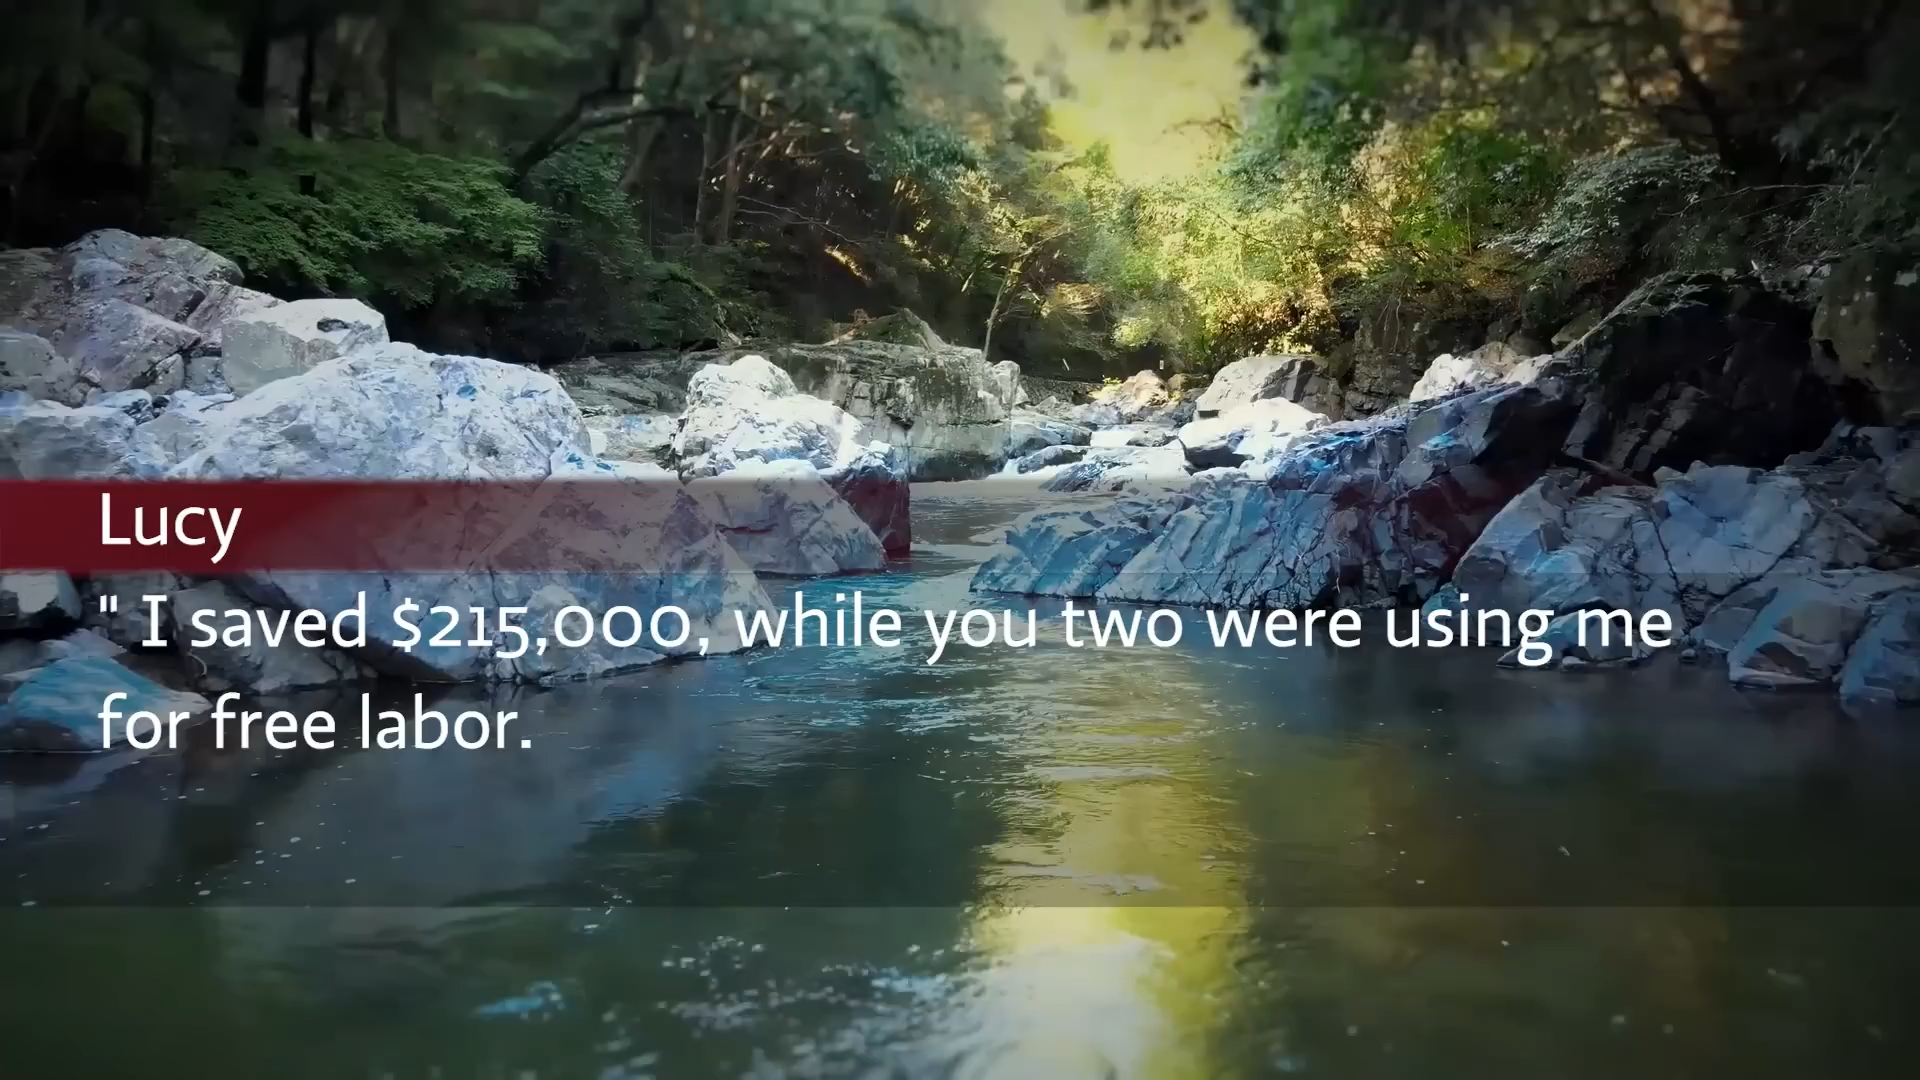 Lucy
" I saved $215,000, while you two were using me
for free labor.